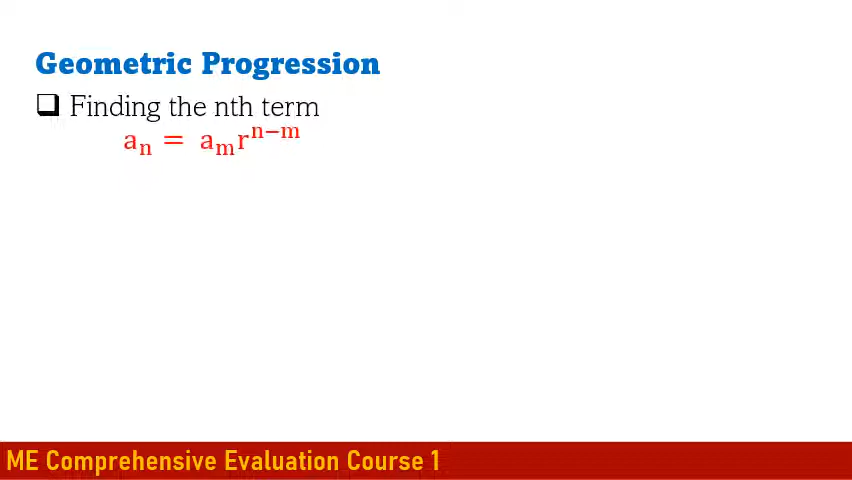 Geometric Progression
❑ Finding the nth term
aₙ = aₘrⁿ⁻ᵐ
ME Comprehensive Evaluation Course 1